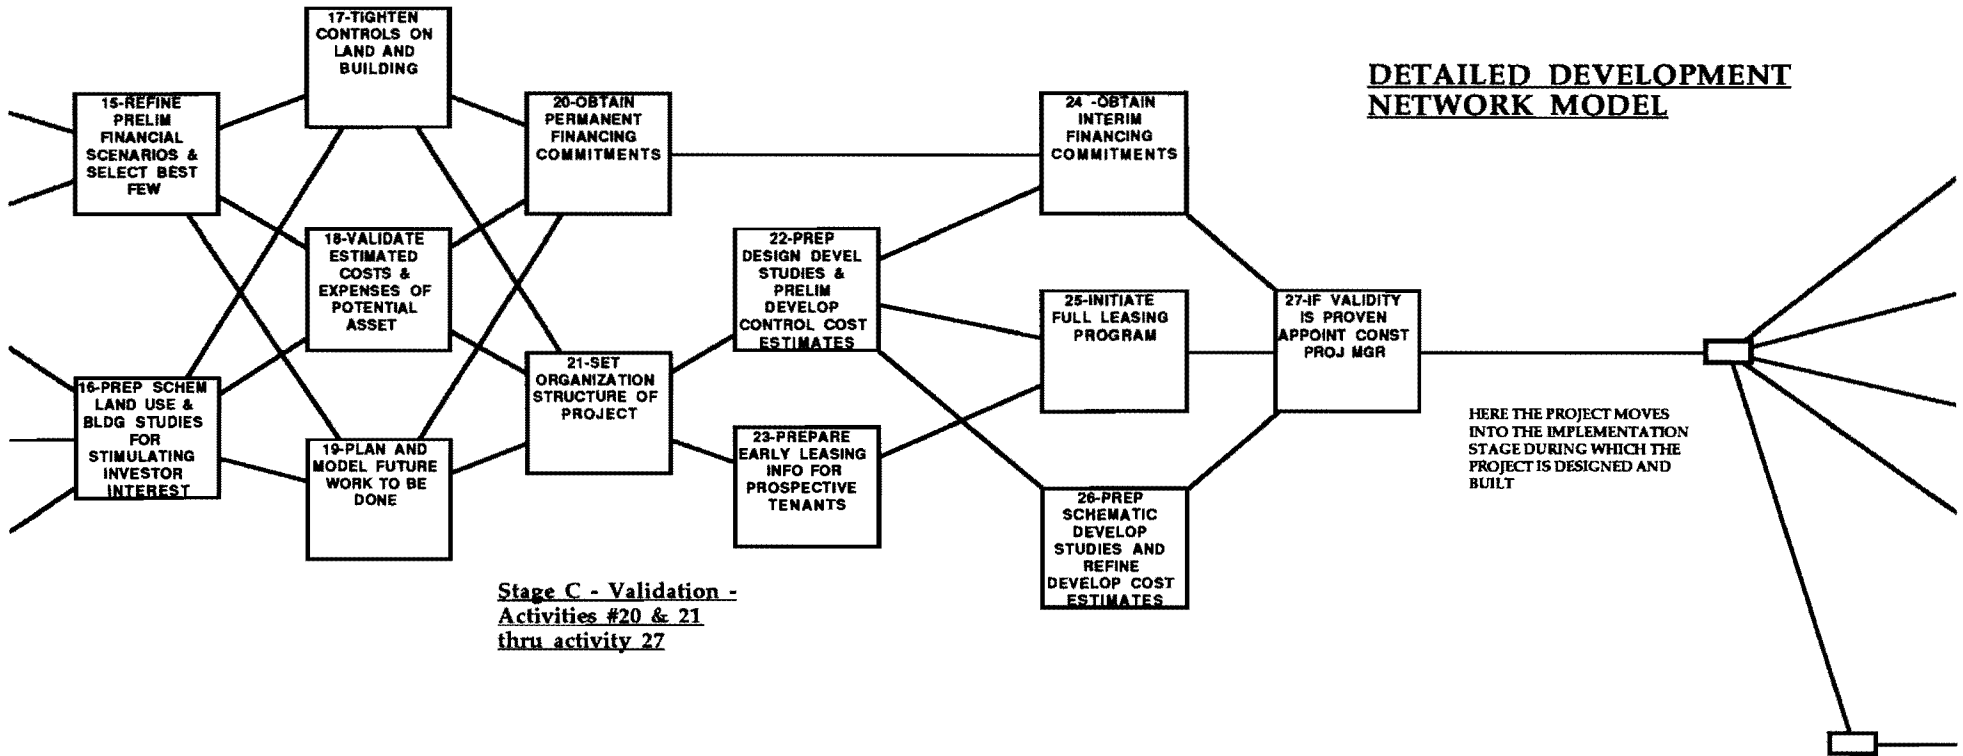 17-TIGHTEN
CONTROLS ON
LAND AND
BUILDING
DETAILED DEVELOPMENT
NETWORK MODEL
15-REFINE
PRELIM
FINANCIAL
SCENARIOS &
SELECT BEST
FEW
20-OBTAIN
PERMANENT
FINANCING
COMMITMENTS
24 -OBTAIN
INTERIM
FINANCING
COMMITMENTS
18-VALIDATE
ESTIMATED
COSTS &
EXPENSES OF
POTENTIAL
ASSET
22-PREP
DESIGN DEVEL
STUDIES &
PRELIM
DEVELOP
CONTROL COST
ESTIMATES
25-INITIATE
FULL LEASING
PROGRAM
27-IF VALIDITY
IS PROVEN
APPOINT CONST
PROJ MGR
16-PREP SCHEM
LAND USE &
BLDG STUDIES
FOR
STIMULATING
INVESTOR
INTEREST
21-SET
ORGANIZATION
STRUCTURE OF
PROJECT
19-PLAN AND
MODEL FUTURE
WORK TO BE
DONE
23-PREPARE
EARLY LEASING
INFO FOR
PROSPECTIVE
TENANTS
HERE THE PROJECT MOVES
INTO THE IMPLEMENTATION
STAGE DURING WHICH THE
PROJECT IS DESIGNED AND
BUILT
26-PREP
SCHEMATIC
DEVELOP
STUDIES AND
REFINE
DEVELOP COST
ESTIMATES
Stage C - Validation -
Activities #20 & 21
thru activity 27